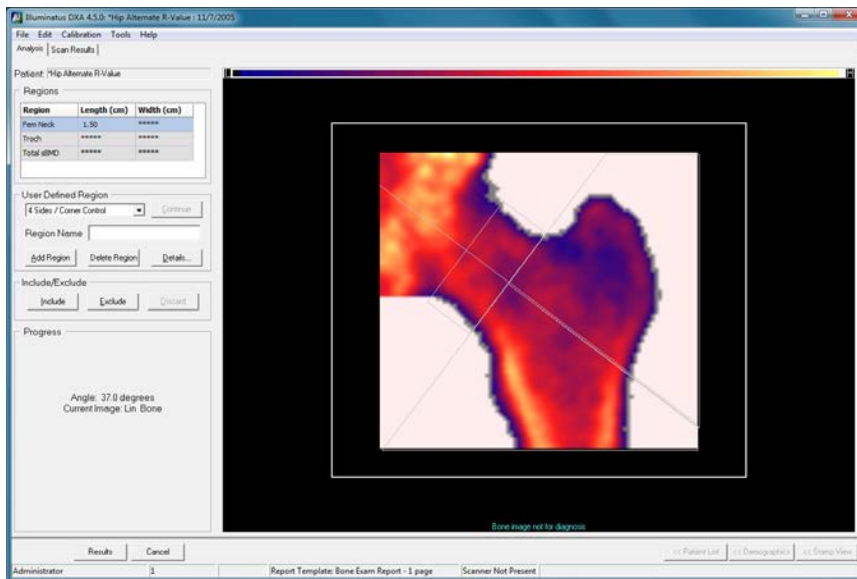 Illuminatus DXA 4.5.0: *Hip Alternate R-Value : 11/7/2005
File Edit Calibration Tools Help
Analysis Scan Results
Patient: *Hip Alternate R-Value
Regions
Region Length (cm) Width (cm)
Fem Neck 1.50 *****
Troch ***** *****
Total aBMD ***** *****
User Defined Region
4 Sides / Corner Control Continue
Region Name
Add Region Delete Region Details...
Include/Exclude
Include Exclude Discard
Progress
Angle: 37.0 degrees
Current Image: Lin Bone
Bone image not for diagnosis
Results Cancel << Patient List << Demographics << Stamp View
Administrator 1 Report Template: Bone Exam Report - 1 page Scanner Not Present